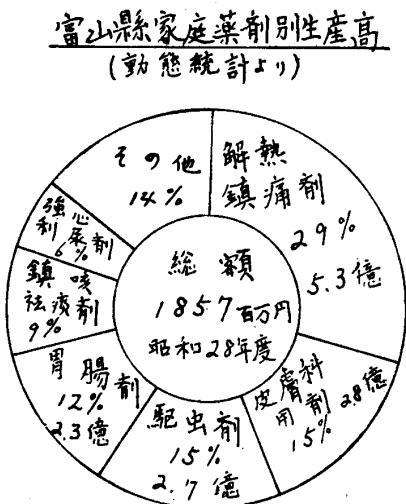 富山縣家庭薬剤別生産高
(動態統計より)
解熱
鎮痛剤
29%
5.3億
皮膚科
用剤
15%
2.8億
駆虫剤
15%
2.7億
胃腸剤
12%
2.3億
鎮咳
祛痰剤
9%
強心
利尿剤
6%
その他
14%
総額
1857百万円
昭和28年度